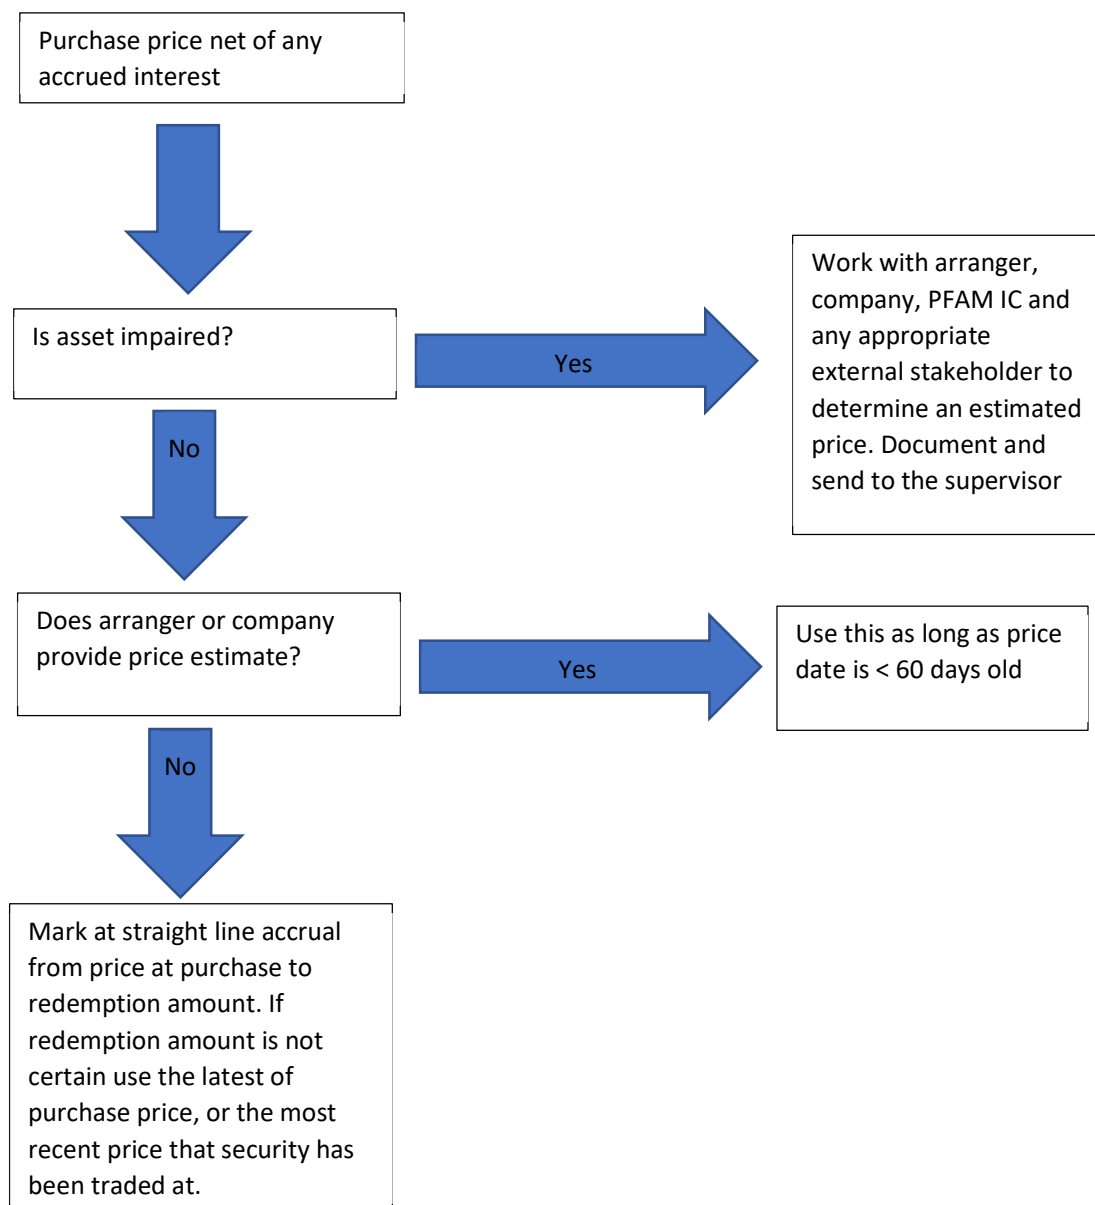 Purchase price net of any
accrued interest
Is asset impaired?
Yes
Work with arranger,
company, PFAM IC and
any appropriate
external stakeholder to
determine an estimated
price. Document and
send to the supervisor
No
Does arranger or company
provide price estimate?
Yes
Use this as long as price
date is < 60 days old
No
Mark at straight line accrual
from price at purchase to
redemption amount. If
redemption amount is not
certain use the latest of
purchase price, or the most
recent price that security has
been traded at.